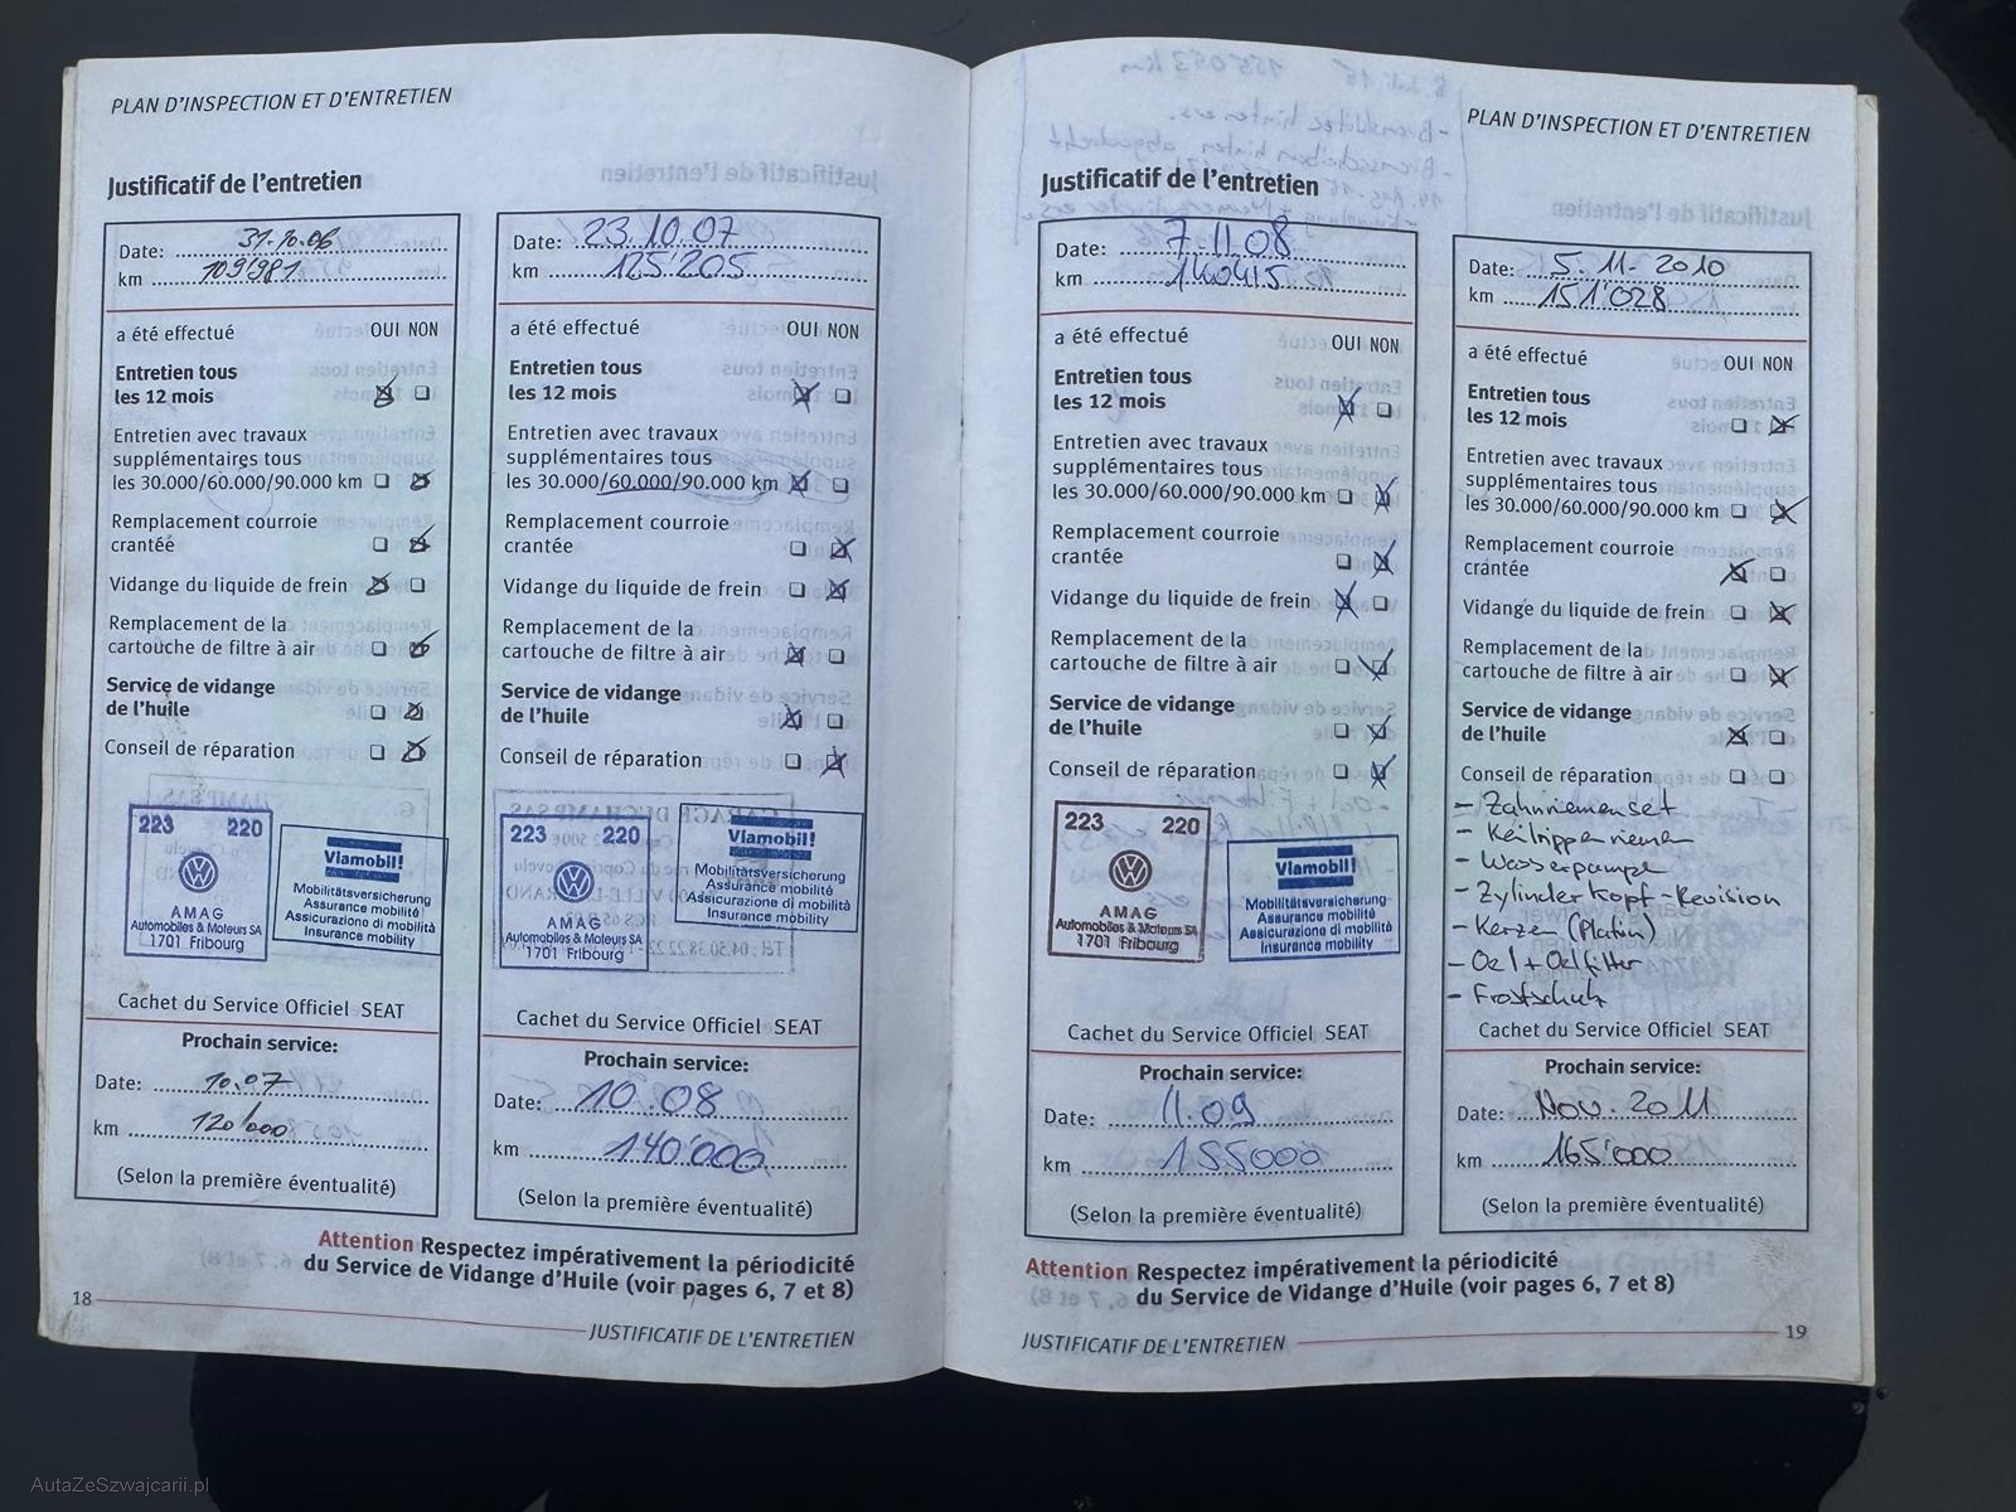 PLAN D'INSPECTION ET D'ENTRETIEN
Justificatif de l'entretien
Date: 31.10.06
km 109'981
a été effectué OUI NON
Entretien tous
les 12 mois
Entretien avec travaux
supplémentaires tous
les 30.000/60.000/90.000 km
Remplacement courroie
crantéé
Vidange du liquide de frein
Remplacement de la
cartouche de filtre à air
Service de vidange
de l'huile
Conseil de réparation
223 220
AMAG
Automobiles & Moteurs SA
1701 Fribourg
Vlamobil!
Mobilitätsversicherung
Assurance mobilité
Assicurazione di mobilità
Insurance mobility
Cachet du Service Officiel SEAT
Prochain service:
Date: 10.07
km 120'000
(Selon la première éventualité)
Date: 23.10.07
km 125'205
a été effectué OUI NON
Entretien tous
les 12 mois
Entretien avec travaux
supplémentaires tous
les 30.000/60.000/90.000 km
Remplacement courroie
crantée
Vidange du liquide de frein
Remplacement de la
cartouche de filtre à air
Service de vidange
de l'huile
Conseil de réparation
223 220
AMAG
Automobiles & Moteurs SA
1701 Fribourg
Vlamobil!
Mobilitätsversicherung
Assurance mobilité
Assicurazione di mobilità
Insurance mobility
Cachet du Service Officiel SEAT
Prochain service:
Date: 10.08
km 140'000
(Selon la première éventualité)
Attention Respectez impérativement la périodicité
du Service de Vidange d'Huile (voir pages 6, 7 et 8)
18
JUSTIFICATIF DE L'ENTRETIEN
PLAN D'INSPECTION ET D'ENTRETIEN
Justificatif de l'entretien
Date: 7.11.08
km 140415
a été effectué OUI NON
Entretien tous
les 12 mois
Entretien avec travaux
supplémentaires tous
les 30.000/60.000/90.000 km
Remplacement courroie
crantée
Vidange du liquide de frein
Remplacement de la
cartouche de filtre à air
Service de vidange
de l'huile
Conseil de réparation
223 220
AMAG
Automobiles & Moteurs SA
1701 Fribourg
Vlamobil!
Mobilitätsversicherung
Assurance mobilité
Assicurazione di mobilità
Insurance mobility
Cachet du Service Officiel SEAT
Prochain service:
Date: 11.09
km 155000
(Selon la première éventualité)
Date: 5.11.2010
km 151'028
a été effectué OUI NON
Entretien tous
les 12 mois
Entretien avec travaux
supplémentaires tous
les 30.000/60.000/90.000 km
Remplacement courroie
crantée
Vidange du liquide de frein
Remplacement de la
cartouche de filtre à air
Service de vidange
de l'huile
Conseil de réparation
- Zahnriemenset
- Keilrippenriemen
- Wasserpumpe
- Zylinderkopf-Revision
- Kerzen (Platin)
- Oel + Oelfilter
- Frostschutz
Cachet du Service Officiel SEAT
Prochain service:
Date: Nov. 2011
km 165'000
(Selon la première éventualité)
Attention Respectez impérativement la périodicité
du Service de Vidange d'Huile (voir pages 6, 7 et 8)
JUSTIFICATIF DE L'ENTRETIEN
19
AutaZeSzwajcarii.pl